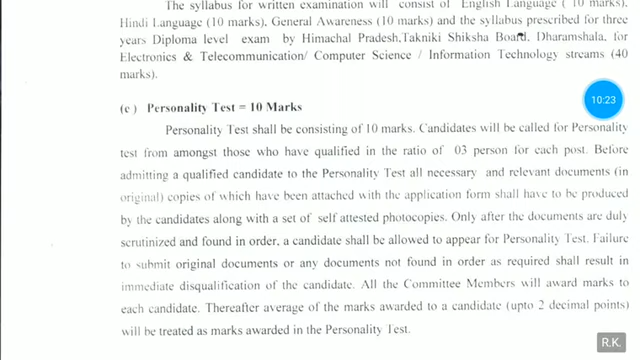 The syllabus for written examination will consist of English Language ( 10 marks),
Hindi Language (10 marks), General Awareness (10 marks) and the syllabus prescribed for three
years Diploma level exam by Himachal Pradesh,Takniki Shiksha Board, Dharamshala, for
Electronics & Telecommunication/ Computer Science / Information Technology streams (40
marks).
(c) Personality Test = 10 Marks
10:23
Personality Test shall be consisting of 10 marks. Candidates will be called for Personality
test from amongst those who have qualified in the ratio of 03 person for each post. Before
admitting a qualified candidate to the Personality Test all necessary and relevant documents (in
original) copies of which have been attached with the application form shall have to be produced
by the candidates along with a set of self attested photocopies. Only after the documents are duly
scrutinized and found in order, a candidate shall be allowed to appear for Personality Test. Failure
to submit original documents or any documents not found in order as required shall result in
immediate disqualification of the candidate. All the Committee Members will award marks to
each candidate. Thereafter average of the marks awarded to a candidate (upto 2 decimal points)
will be treated as marks awarded in the Personality Test.
R.K.